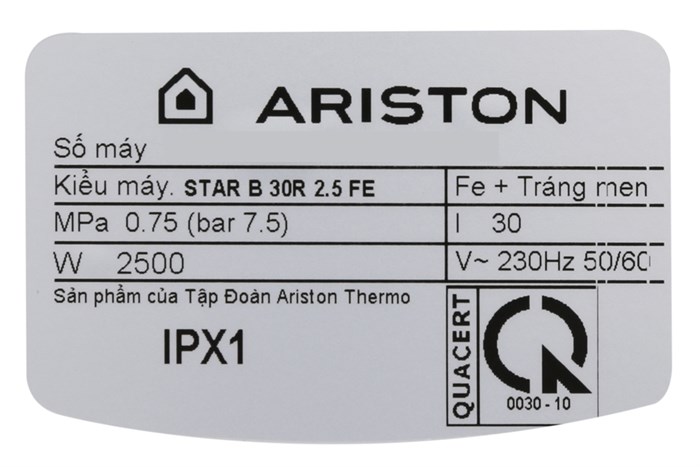 ARISTON
Số máy
Kiểu máy. STAR B 30R 2.5 FE
Fe + Tráng men
MPa 0.75 (bar 7.5)
l 30
W 2500
V~ 230Hz 50/60
Sản phẩm của Tập Đoàn Ariston Thermo
IPX1
QUACERT
0030 - 10